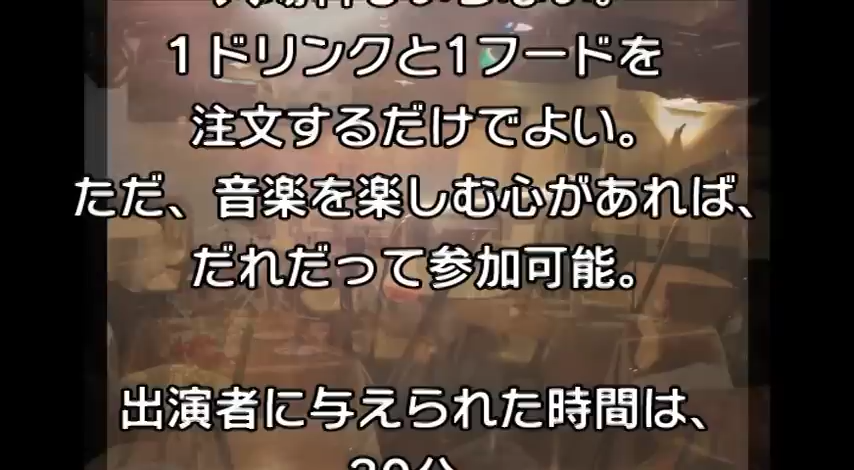 １ドリンクと1フードを
注文するだけでよい。
ただ、音楽を楽しむ心があれば、
だれだって参加可能。
出演者に与えられた時間は、